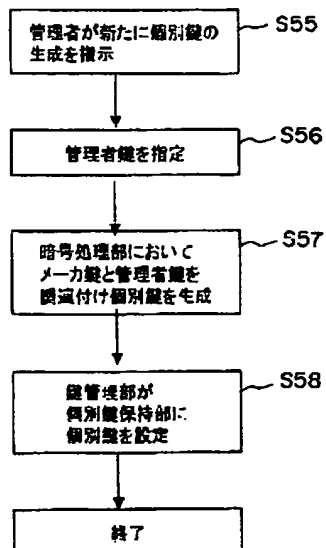 管理者が新たに個別鍵の
生成を指示
S55
管理者鍵を指定
S56
暗号処理部において
メーカ鍵と管理者鍵を
関連付け個別鍵を生成
S57
鍵管理部が
個別鍵保持部に
個別鍵を設定
S58
終了